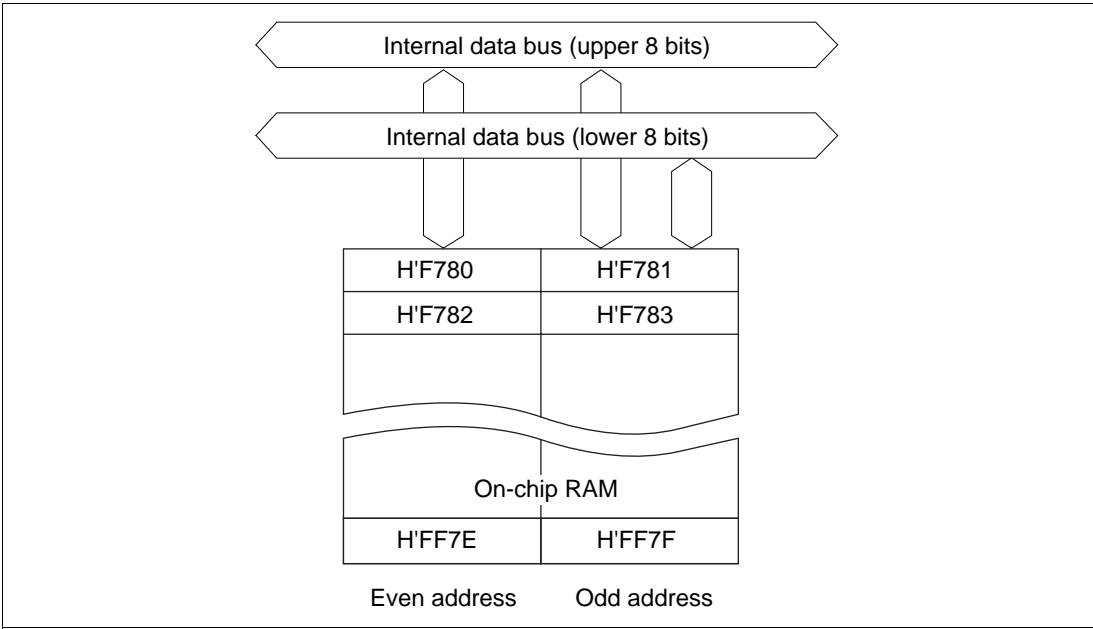 Internal data bus (upper 8 bits)
Internal data bus (lower 8 bits)
H'F780 H'F781
H'F782 H'F783
On-chip RAM
H'FF7E H'FF7F
Even address Odd address